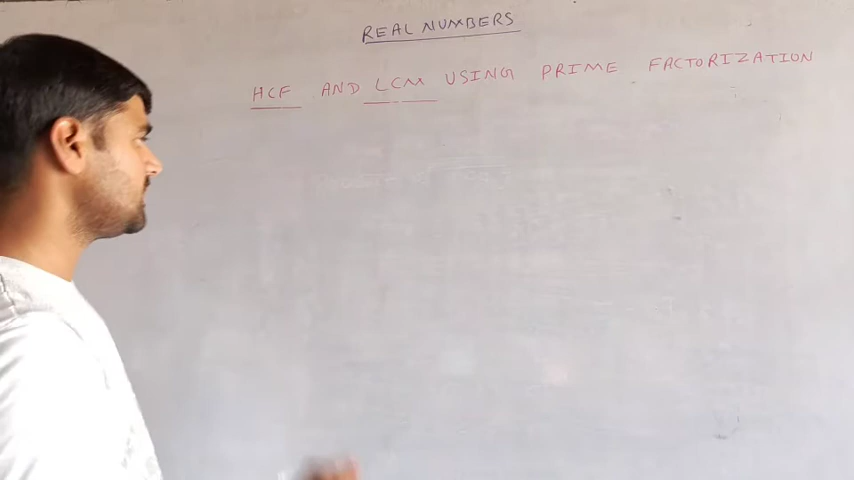 REAL NUMBERS
HCF AND LCM USING PRIME FACTORIZATION